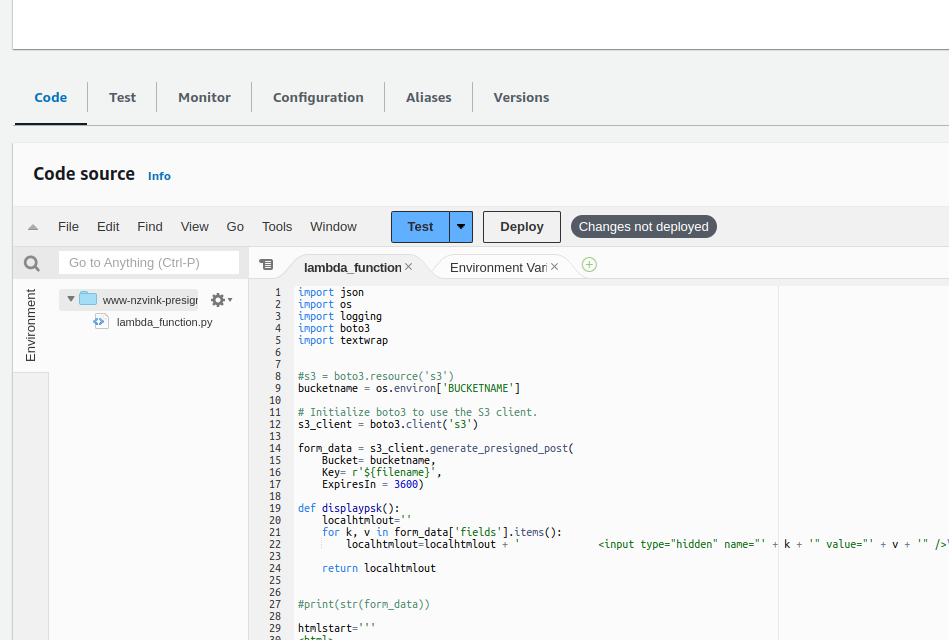 Code Test Monitor Configuration Aliases Versions
Code source Info
File Edit Find View Go Tools Window Test Deploy Changes not deployed
Go to Anything (Ctrl-P)
lambda_function
Environment Vari
Environment
www-nzvink-presign
lambda_function.py
1 import json
2 import os
3 import logging
4 import boto3
5 import textwrap
6
7
8 #s3 = boto3.resource('s3')
9 bucketname = os.environ['BUCKETNAME']
10
11 # Initialize boto3 to use the S3 client.
12 s3_client = boto3.client('s3')
13
14 form_data = s3_client.generate_presigned_post(
15     Bucket= bucketname,
16     Key= r'${filename}',
17     ExpiresIn = 3600)
18
19 def displaypsk():
20     localhtmlout=''
21     for k, v in form_data['fields'].items():
22         localhtmlout=localhtmlout + '             <input type="hidden" name="' + k + '" value="' + v + '" />\
23
24     return localhtmlout
25
26
27 #print(str(form_data))
28
29 htmlstart='''
30 <html>